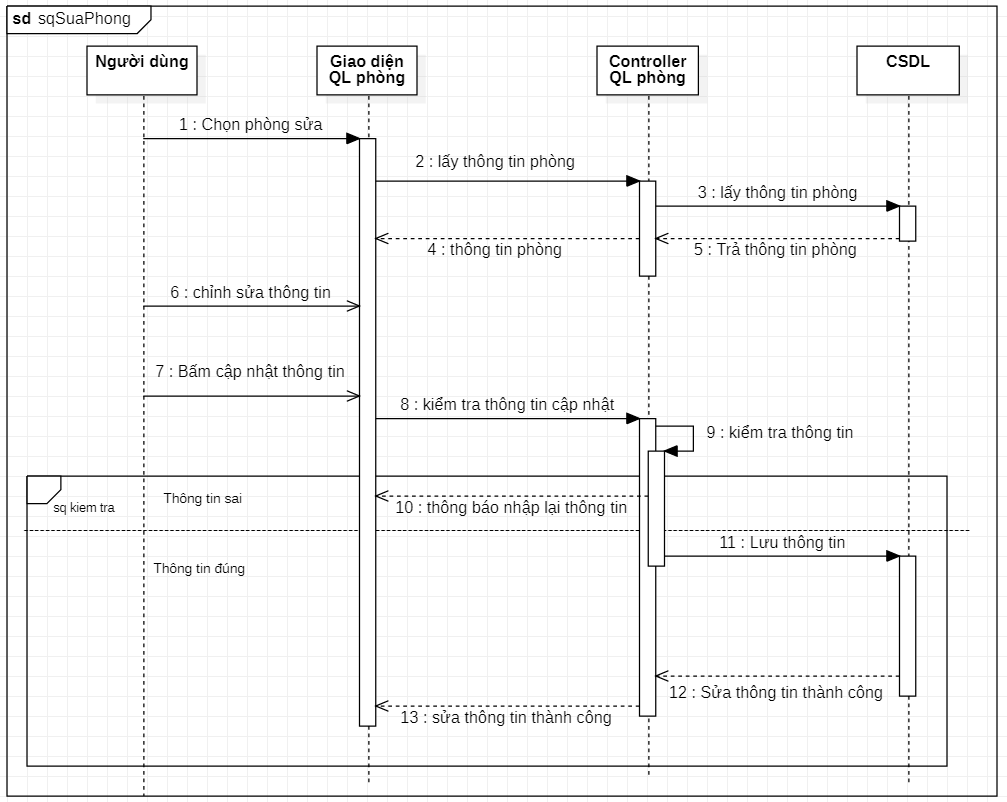 sd sqSuaPhong
Người dùng
Giao diện
QL phòng
Controller
QL phòng
CSDL
1 : Chọn phòng sửa
2 : lấy thông tin phòng
3 : lấy thông tin phòng
4 : thông tin phòng
5 : Trả thông tin phòng
6 : chỉnh sửa thông tin
7 : Bấm cập nhật thông tin
8 : kiểm tra thông tin cập nhật
9 : kiểm tra thông tin
sq kiem tra
Thông tin sai
10 : thông báo nhập lại thông tin
11 : Lưu thông tin
Thông tin đúng
12 : Sửa thông tin thành công
13 : sửa thông tin thành công